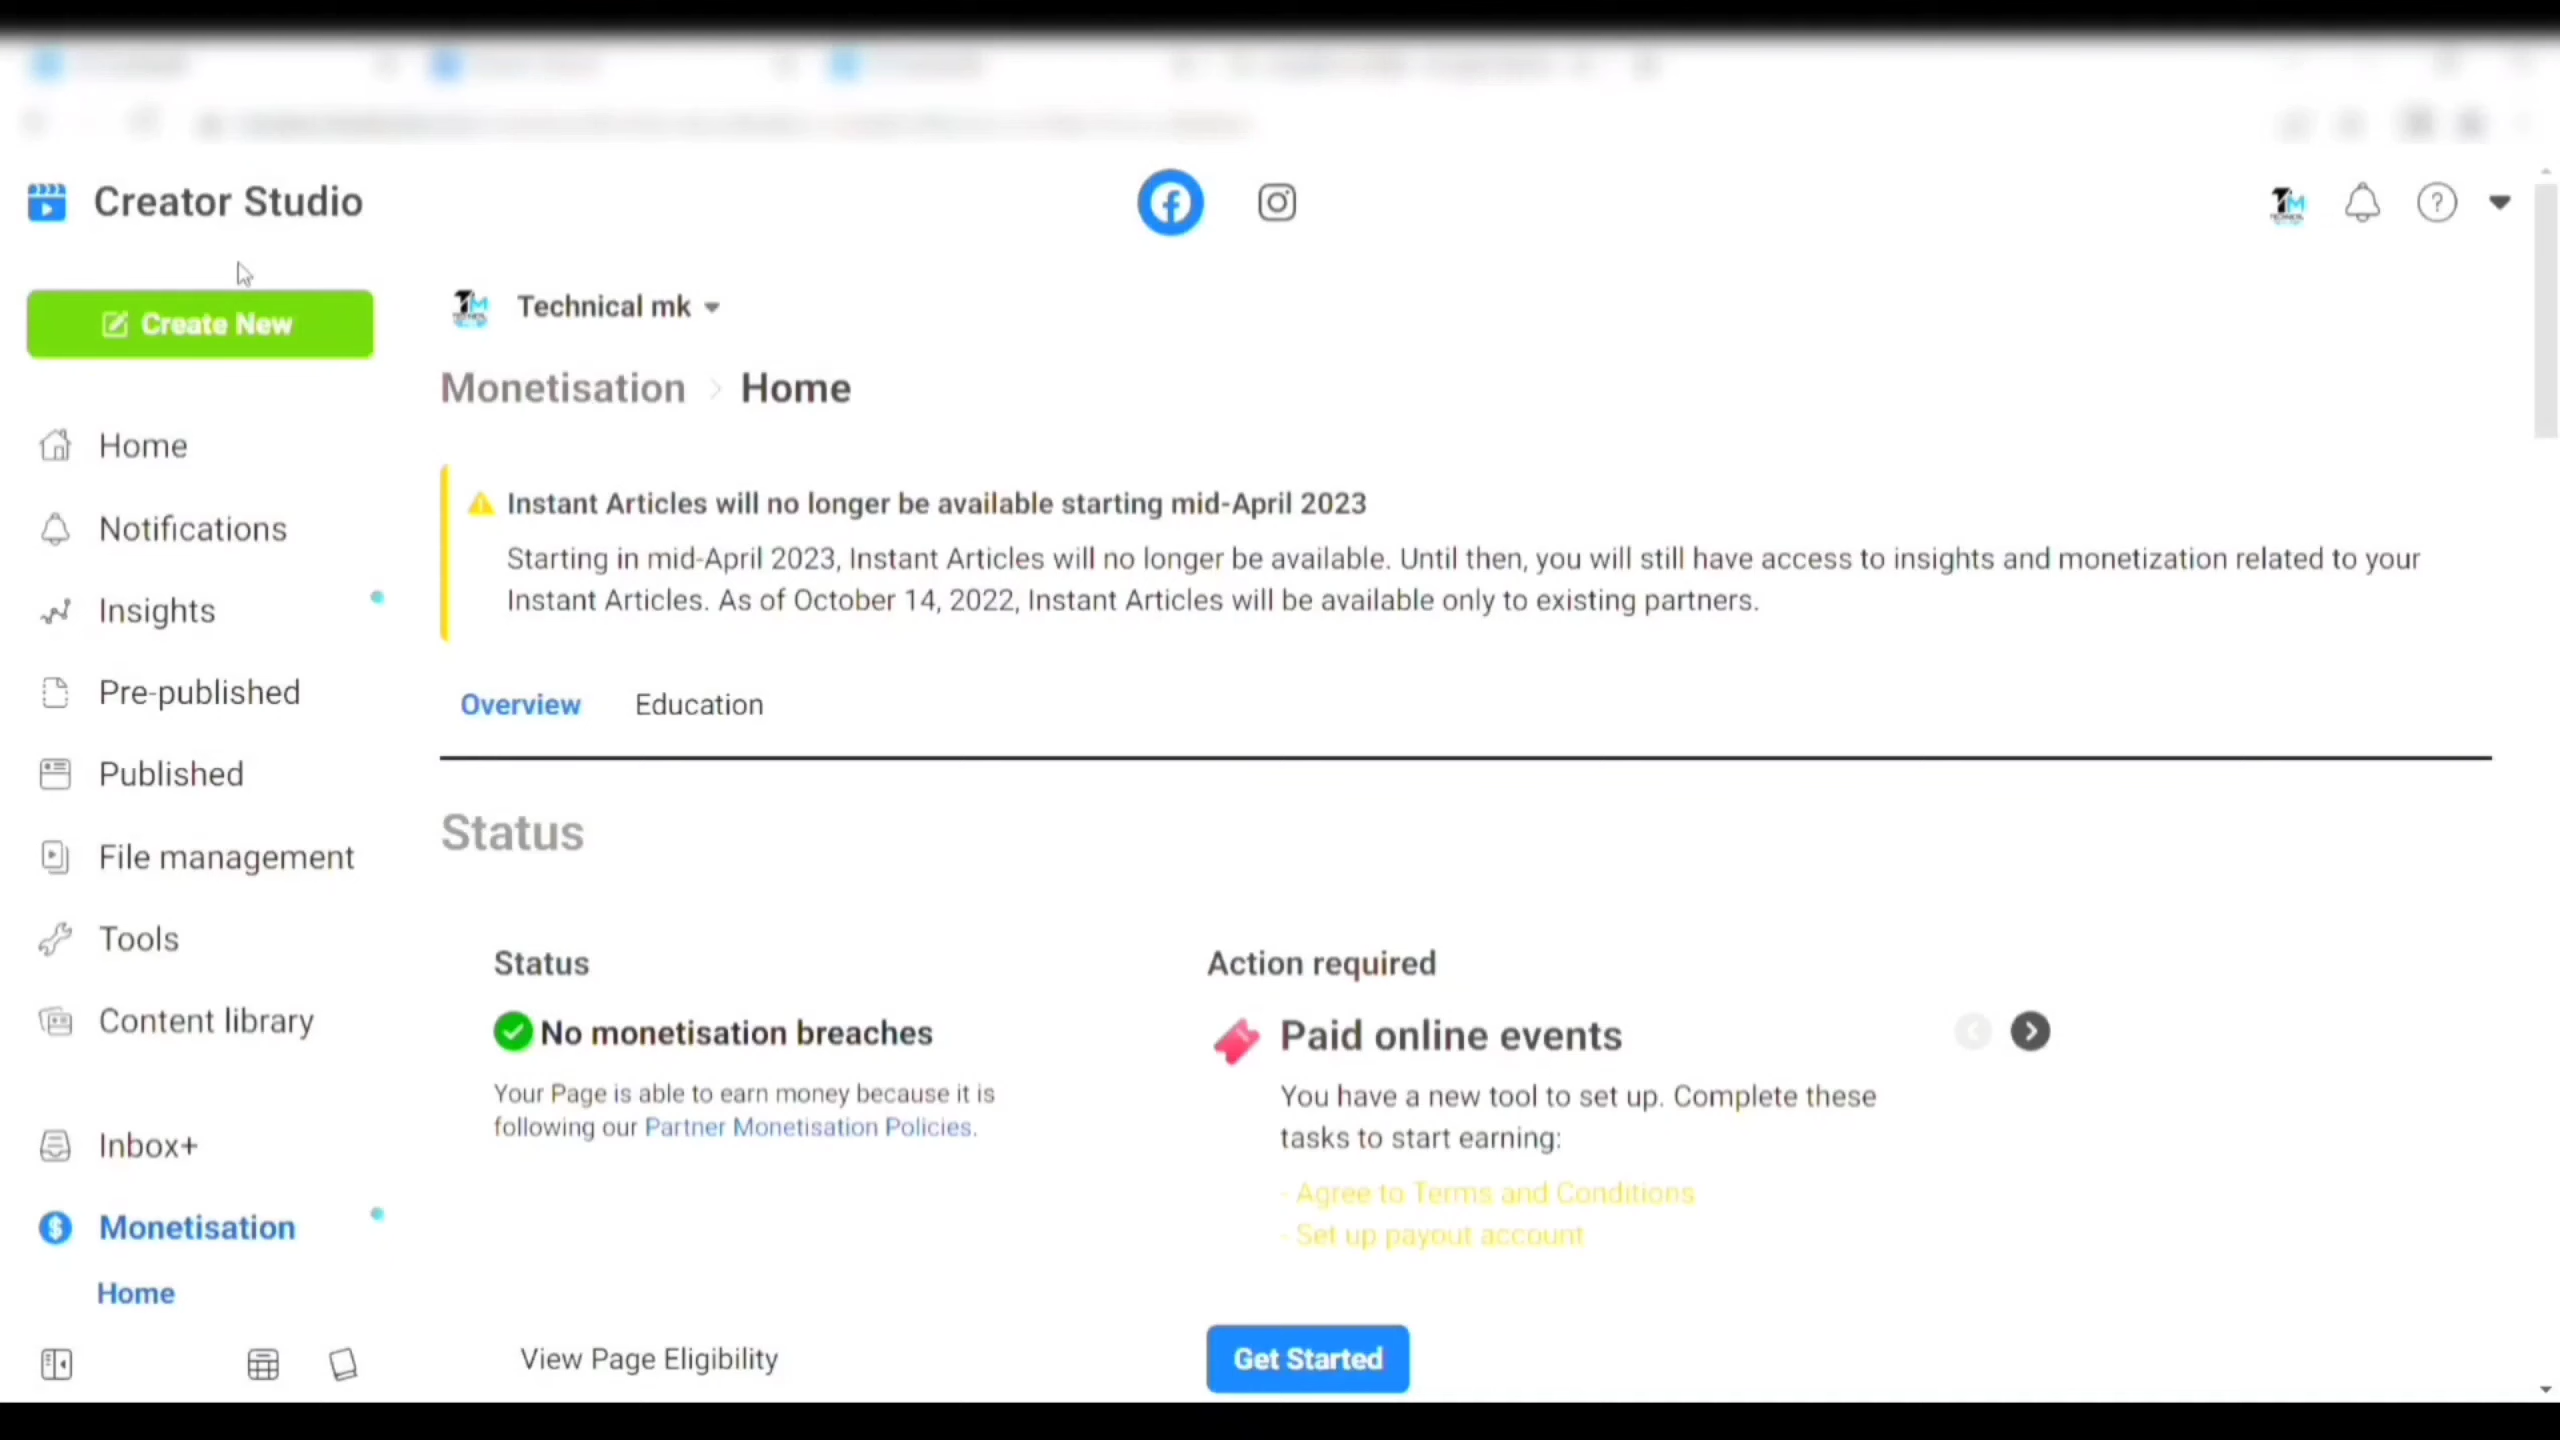 Creator Studio
Create New
Home
Notifications
Insights
Pre-published
Published
File management
Tools
Content library
Inbox+
Monetisation
Home
Technical mk
Monetisation > Home
Instant Articles will no longer be available starting mid-April 2023
Starting in mid-April 2023, Instant Articles will no longer be available. Until then, you will still have access to insights and monetization related to your
Instant Articles. As of October 14, 2022, Instant Articles will be available only to existing partners.
Overview Education
Status
Status
No monetisation breaches
Your Page is able to earn money because it is
following our Partner Monetisation Policies.
View Page Eligibility
Action required
Paid online events
You have a new tool to set up. Complete these
tasks to start earning:
- Agree to Terms and Conditions
- Set up payout account
Get Started